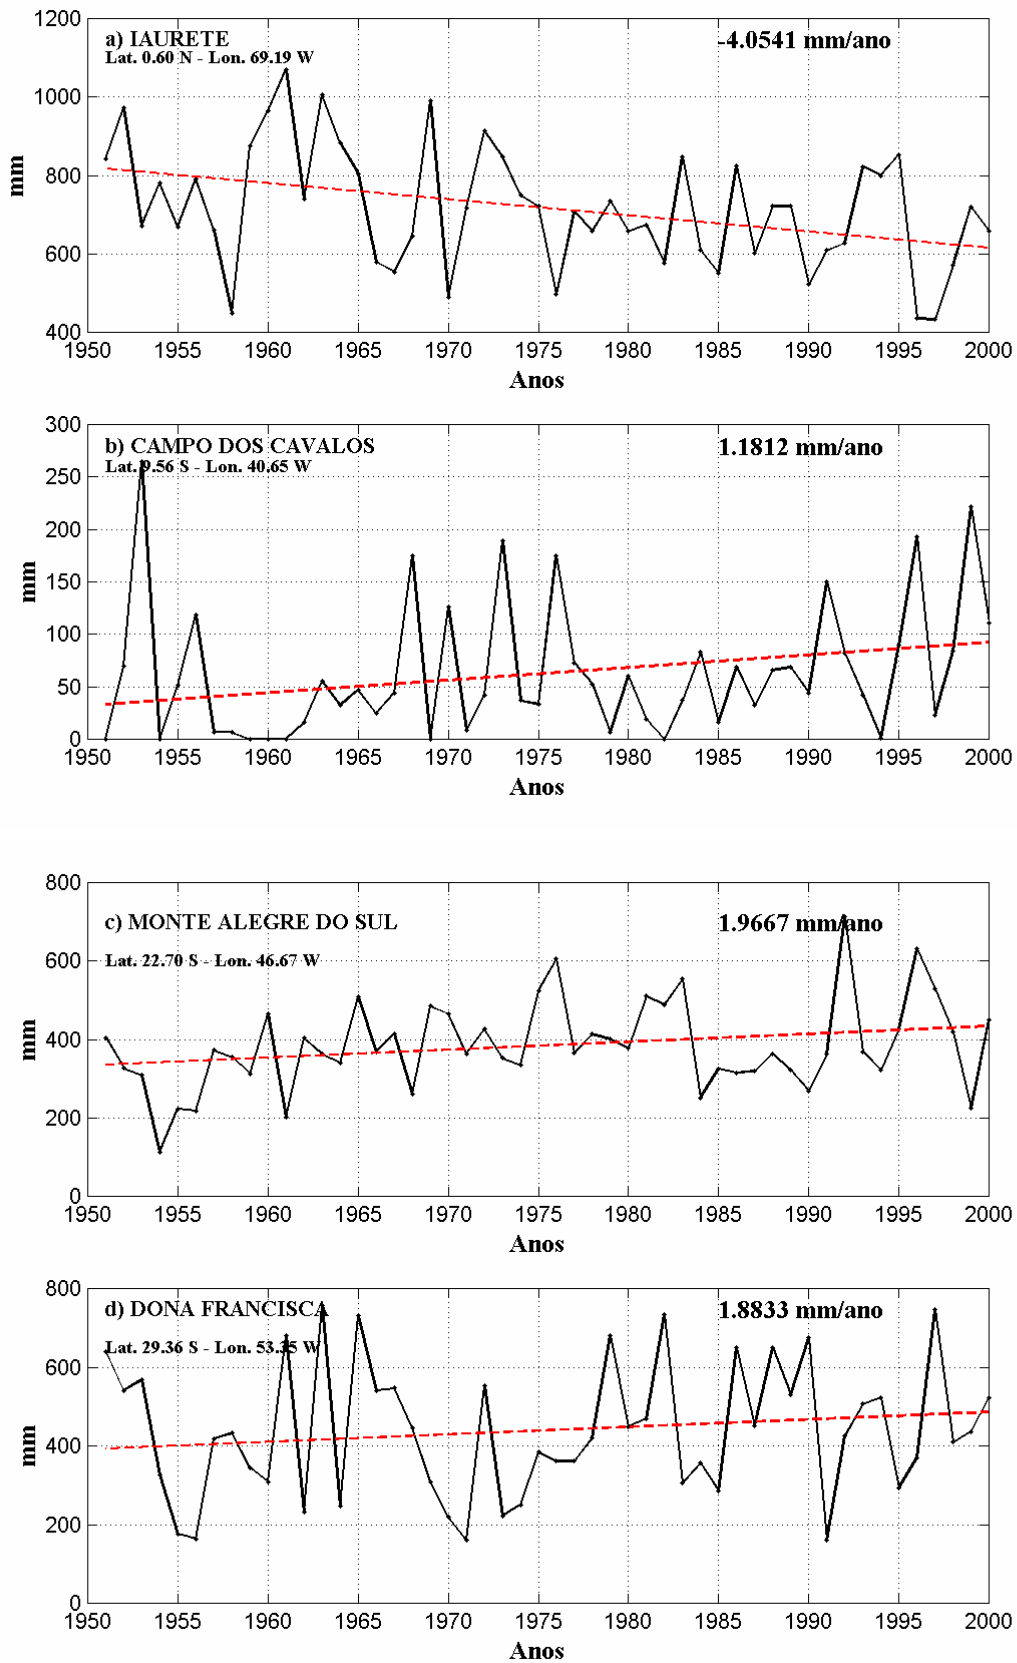 a) IAURETE
Lat. 0.60 N - Lon. 69.19 W
-4.0541 mm/ano
1200
1000
800
600
400
mm
1950 1955 1960 1965 1970 1975 1980 1985 1990 1995 2000
Anos
b) CAMPO DOS CAVALOS
Lat. 9.56 S - Lon. 40.65 W
1.1812 mm/ano
300
250
200
150
100
50
0
mm
1950 1955 1960 1965 1970 1975 1980 1985 1990 1995 2000
Anos
c) MONTE ALEGRE DO SUL
Lat. 22.70 S - Lon. 46.67 W
1.9667 mm/ano
800
600
400
200
0
mm
1950 1955 1960 1965 1970 1975 1980 1985 1990 1995 2000
Anos
d) DONA FRANCISCA
Lat. 29.36 S - Lon. 53.35 W
1.8833 mm/ano
800
600
400
200
0
mm
1950 1955 1960 1965 1970 1975 1980 1985 1990 1995 2000
Anos